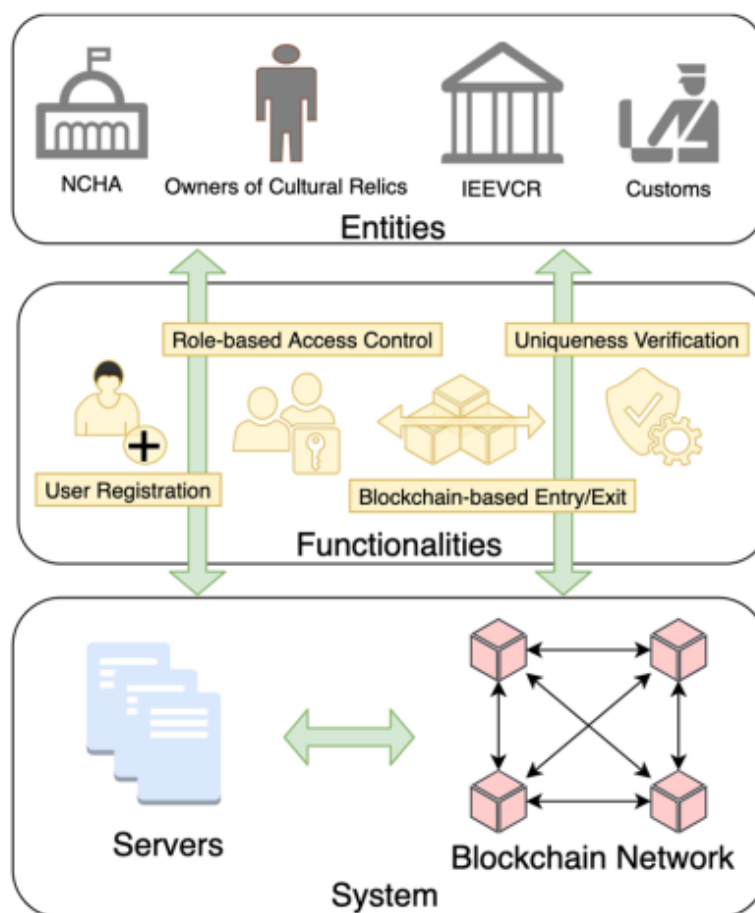 NCHA
Owners of Cultural Relics
IEEVCR
Customs
Entities
Role-based Access Control
Uniqueness Verification
User Registration
Blockchain-based Entry/Exit
Functionalities
Servers
Blockchain Network
System